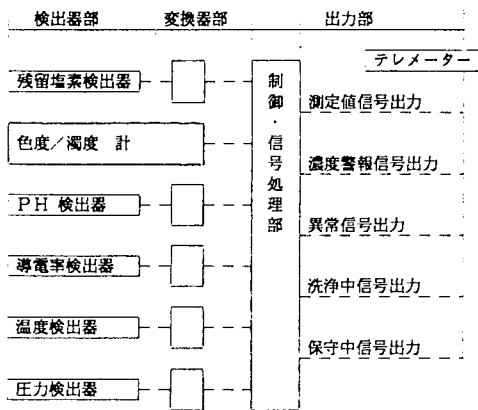 検出器部 変換器部 出力部
テレメーター
残留塩素検出器
制御・信号処理部
測定値信号出力
色度／濁度 計
濃度警報信号出力
ＰＨ 検出器
異常信号出力
導電率検出器
洗浄中信号出力
温度検出器
保守中信号出力
圧力検出器